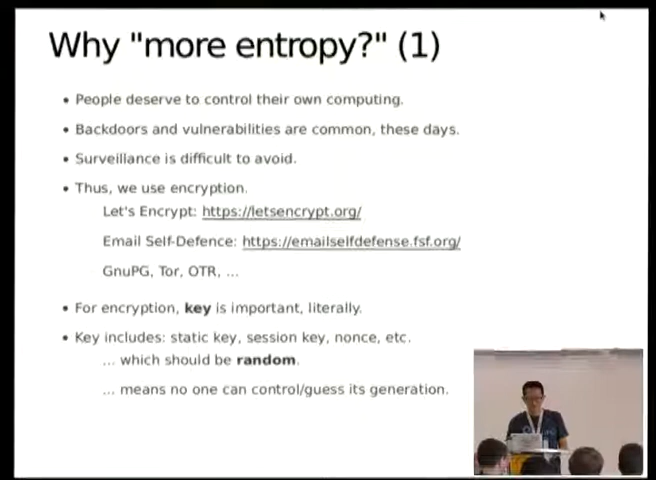 Why "more entropy?" (1)
• People deserve to control their own computing.
• Backdoors and vulnerabilities are common, these days.
• Surveillance is difficult to avoid.
• Thus, we use encryption.
Let's Encrypt: https://letsencrypt.org/
Email Self-Defence: https://emailselfdefense.fsf.org/
GnuPG, Tor, OTR, ...
• For encryption, key is important, literally.
• Key includes: static key, session key, nonce, etc.
... which should be random.
... means no one can control/guess its generation.